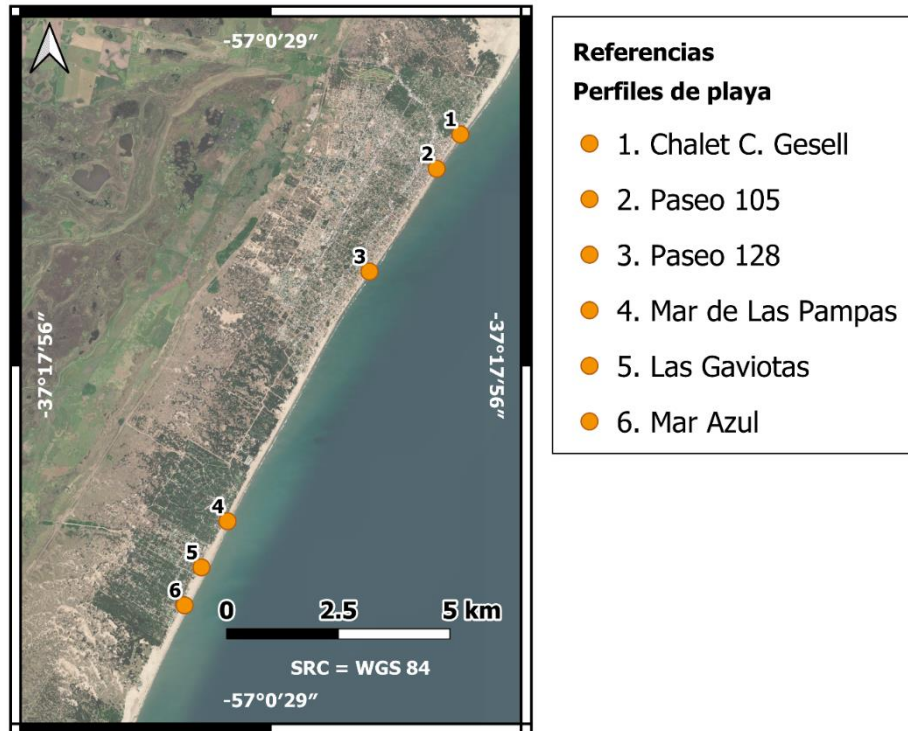 -57°0′29″
1
2
3
-37°17′56″
-37°17′56″
4
5
6
0 2.5 5 km
SRC = WGS 84
-57°0′29″
Referencias
Perfiles de playa
1. Chalet C. Gesell
2. Paseo 105
3. Paseo 128
4. Mar de Las Pampas
5. Las Gaviotas
6. Mar Azul